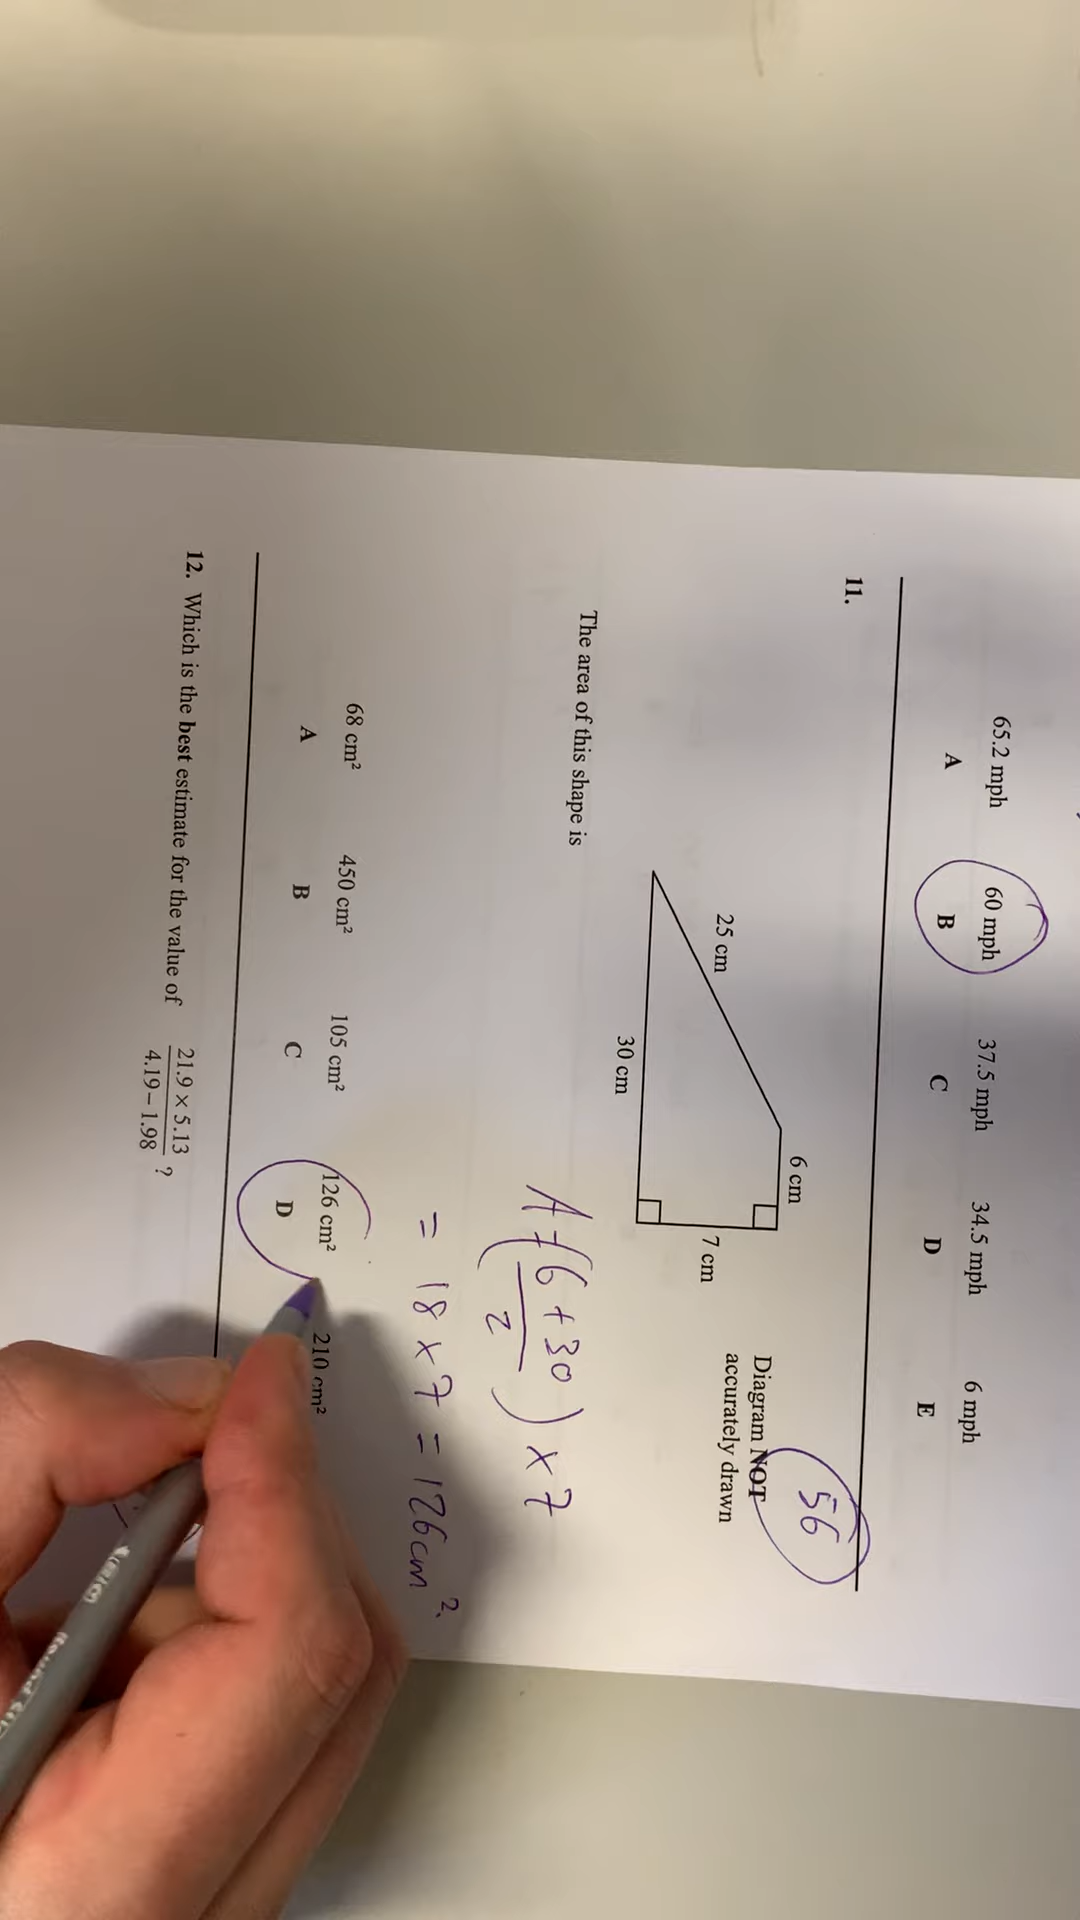 65.2 mph 60 mph 37.5 mph 34.5 mph 6 mph
A B C D E
56
11.
6 cm
Diagram NOT
accurately drawn
25 cm
7 cm
30 cm
The area of this shape is
A = (6 + 30 / 2) × 7
= 18 × 7 = 126 cm².
68 cm² 450 cm² 105 cm² 126 cm² 210 cm²
A B C D
12. Which is the best estimate for the value of 21.9 × 5.13 / 4.19 – 1.98 ?